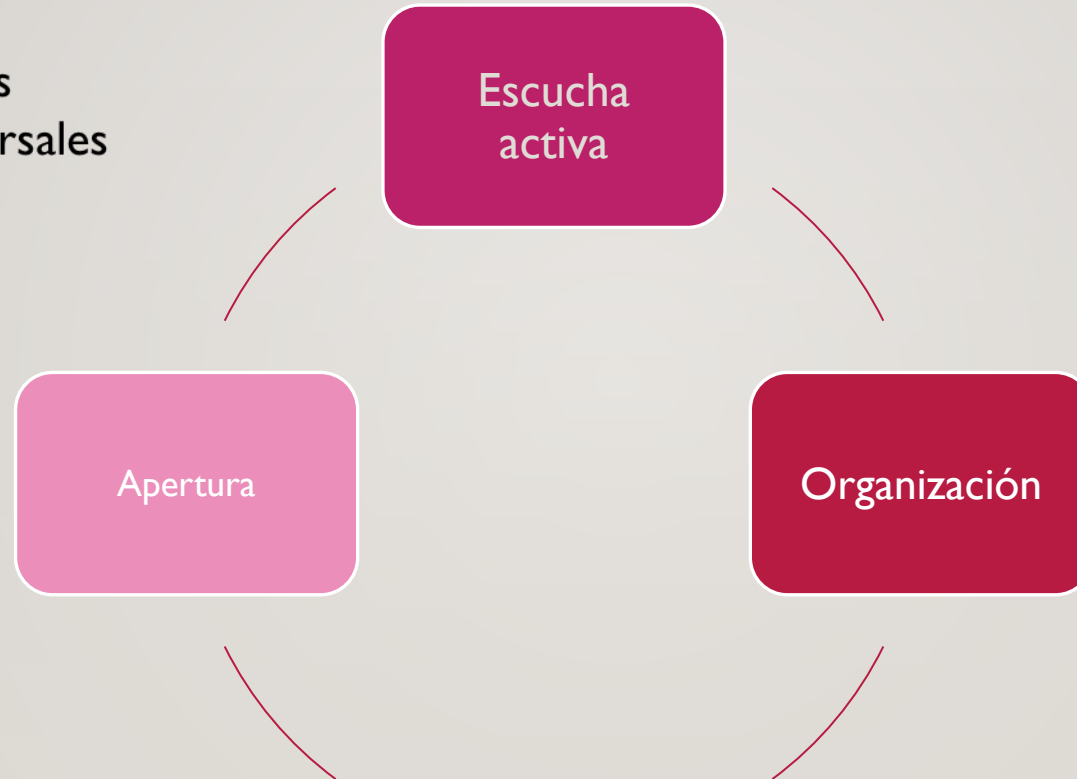 s
rsales
Escucha
activa
Apertura
Organización